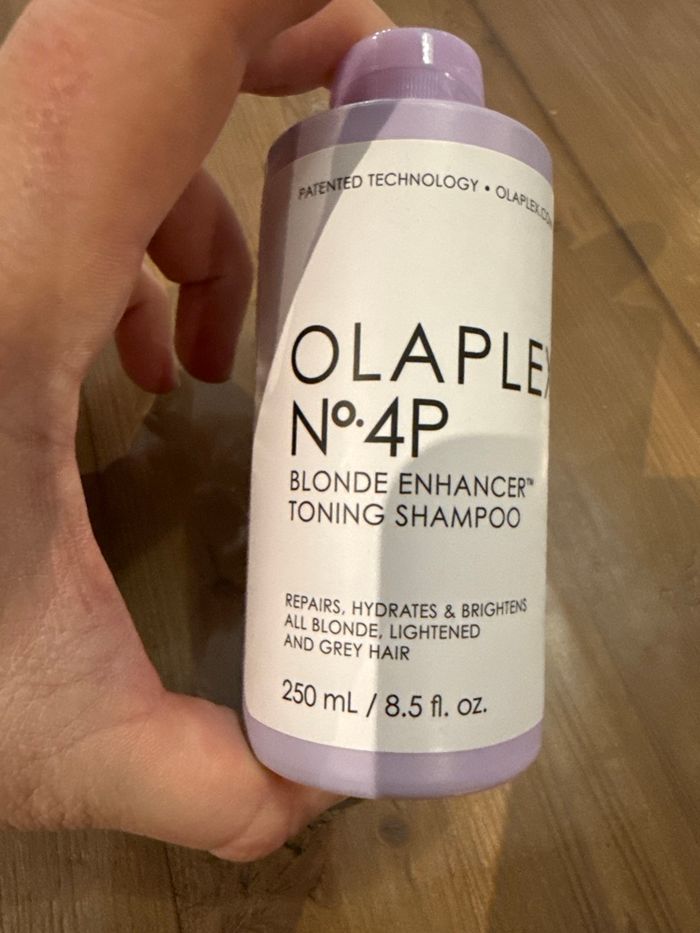 PATENTED TECHNOLOGY • OLAPLEX.CO
OLAPLEX
Nº.4P
BLONDE ENHANCER™
TONING SHAMPOO
REPAIRS, HYDRATES & BRIGHTENS
ALL BLONDE, LIGHTENED
AND GREY HAIR
250 mL / 8.5 fl. oz.